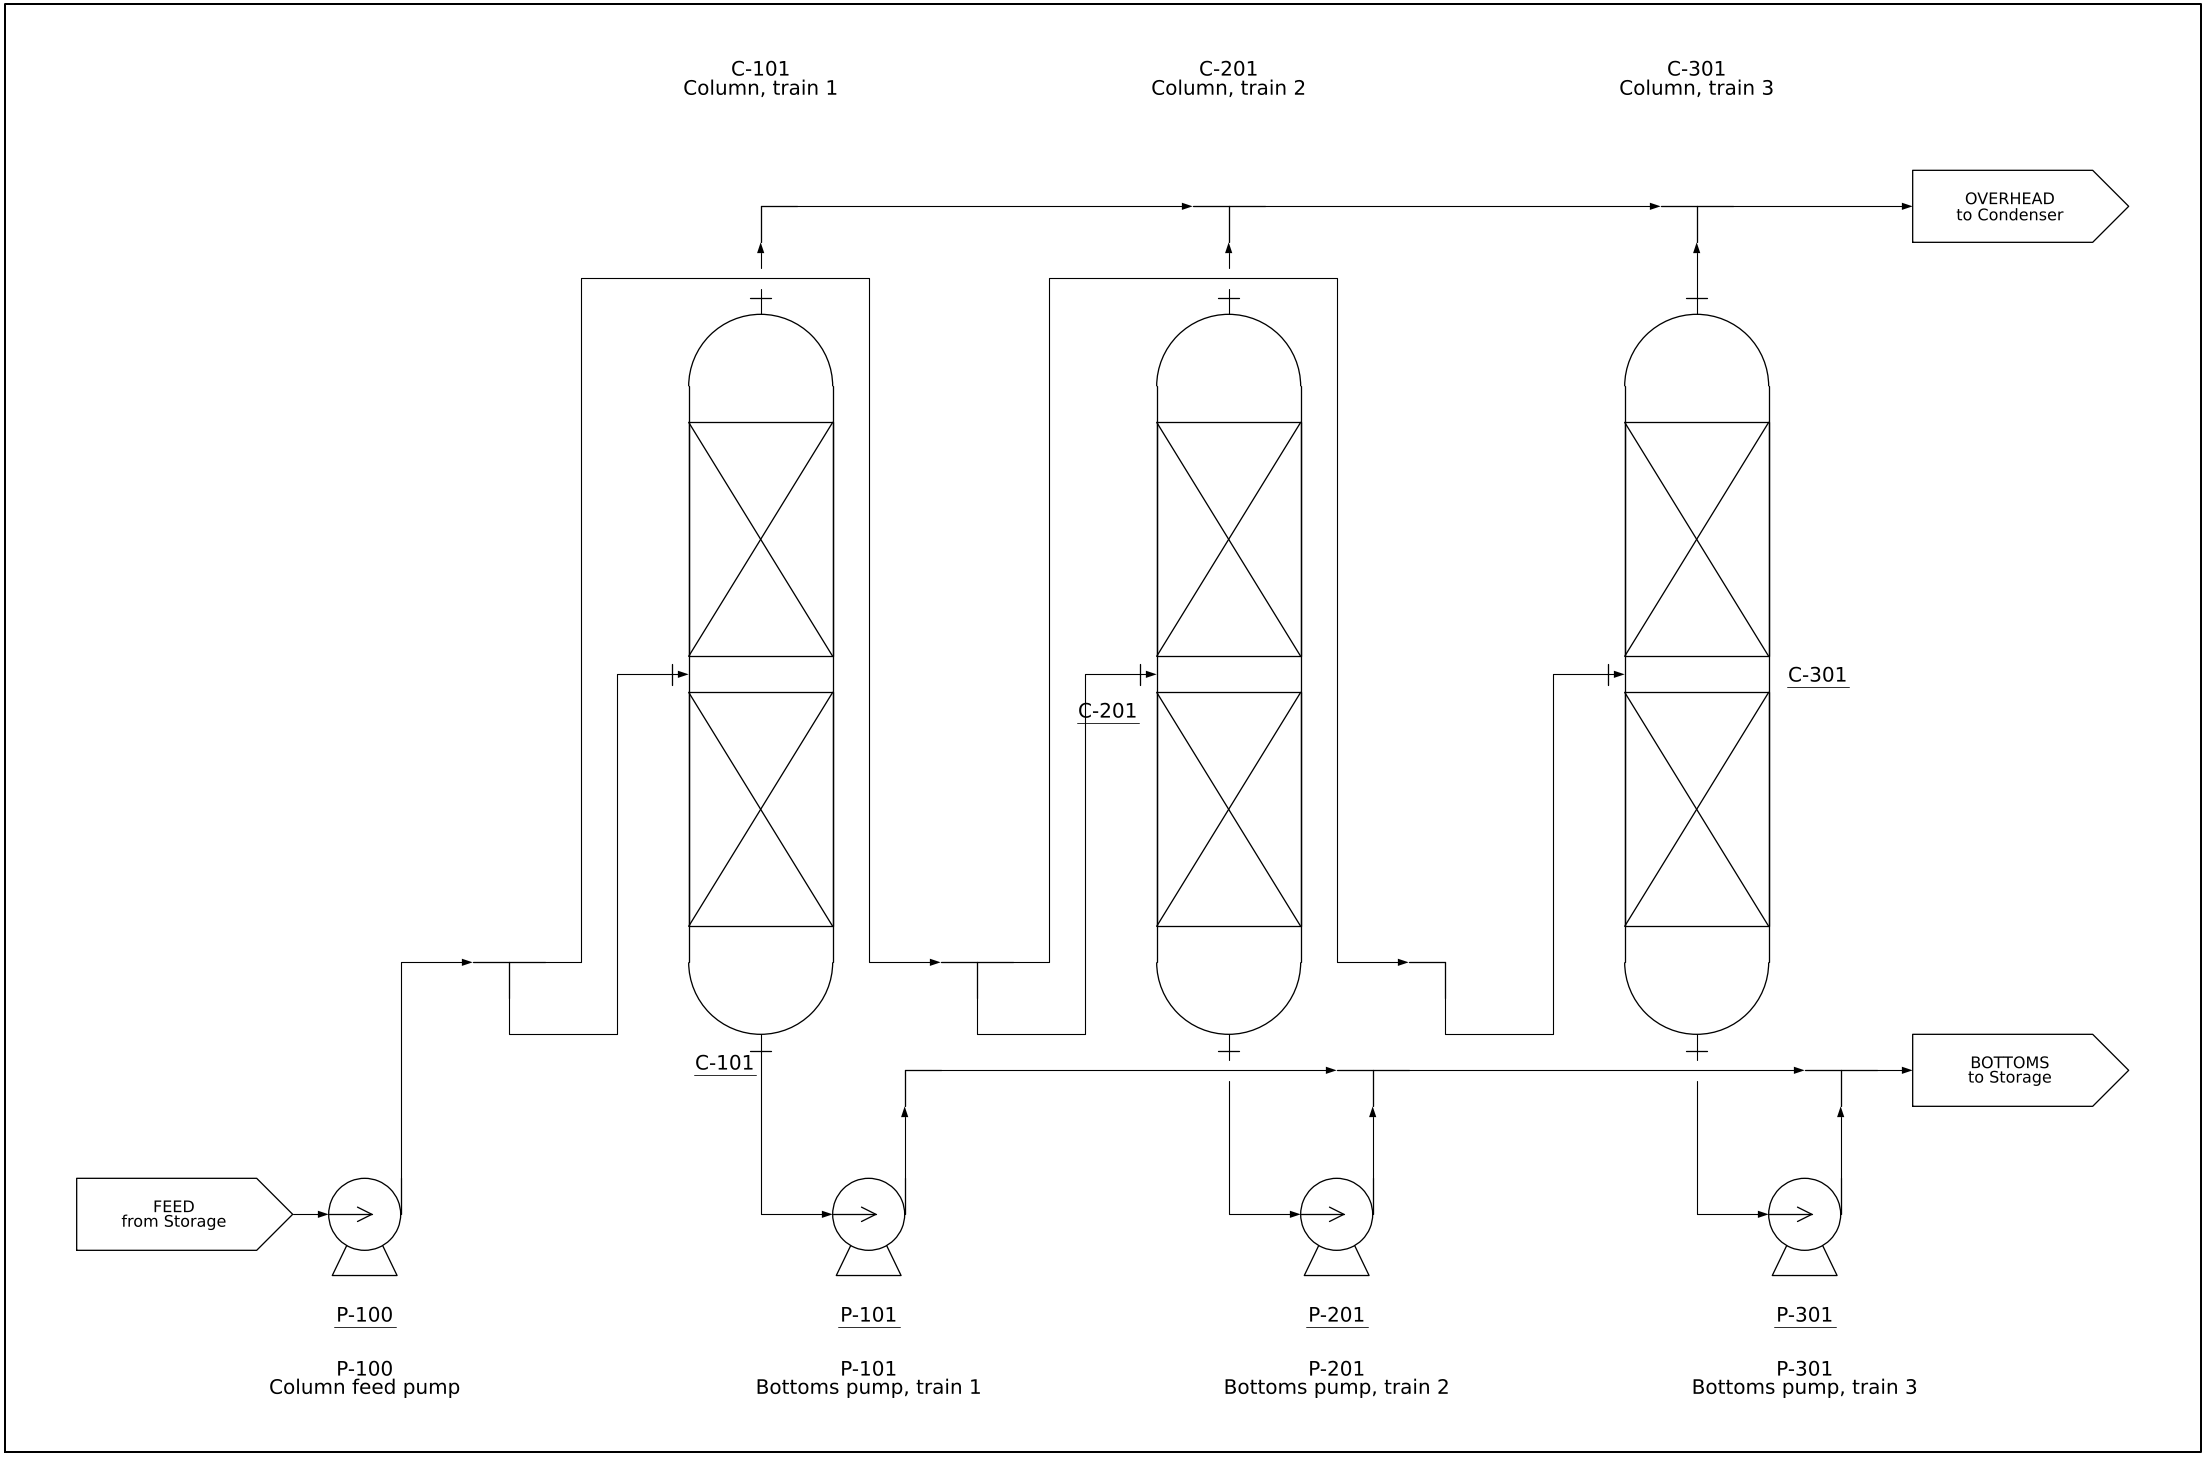 C-101
Column, train 1
C-201
Column, train 2
C-301
Column, train 3
OVERHEAD
to Condenser
C-301
C-201
C-101
BOTTOMS
to Storage
FEED
from Storage
P-100
P-101
P-201
P-301
P-100
Column feed pump
P-101
Bottoms pump, train 1
P-201
Bottoms pump, train 2
P-301
Bottoms pump, train 3